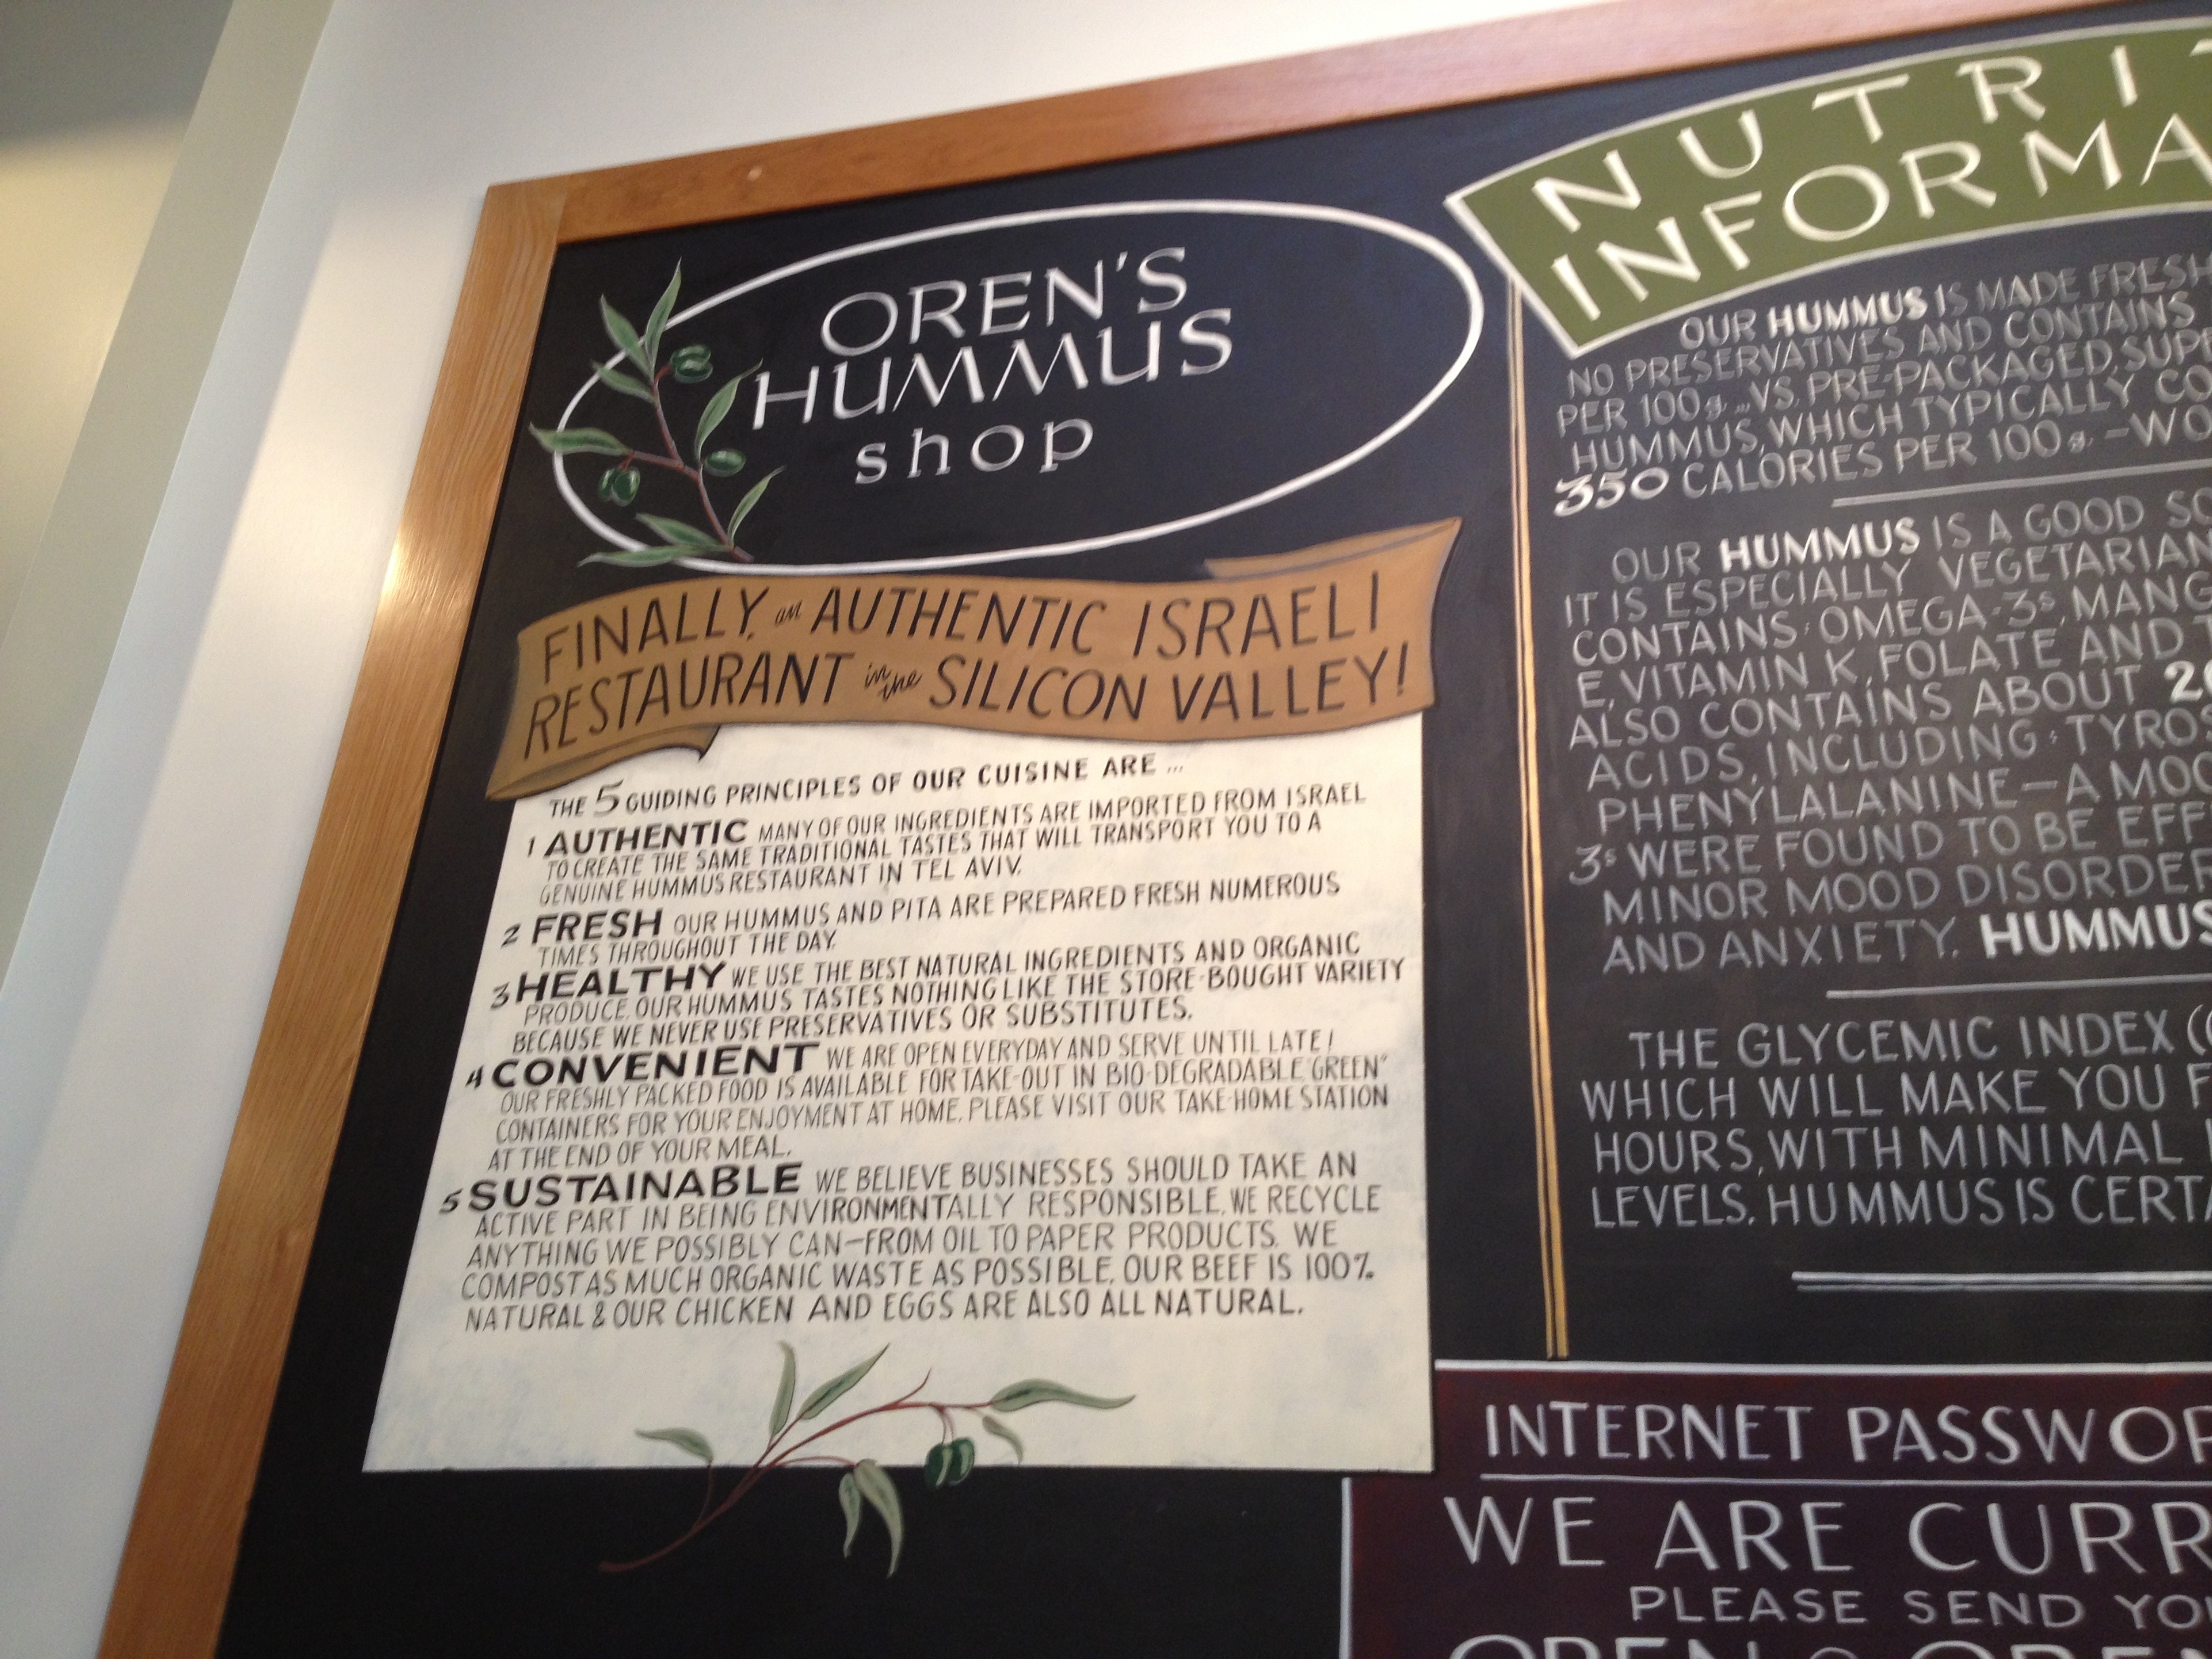 OREN'S
HUMMUS
shop
FINALLY, an AUTHENTIC ISRAELI
RESTAURANT in the SILICON VALLEY!
THE 5 GUIDING PRINCIPLES OF OUR CUISINE ARE ...
1 AUTHENTIC MANY OF OUR INGREDIENTS ARE IMPORTED FROM ISRAEL
TO CREATE THE SAME TRADITIONAL TASTES THAT WILL TRANSPORT YOU TO A
GENUINE HUMMUS RESTAURANT IN TEL AVIV.
2 FRESH OUR HUMMUS AND PITA ARE PREPARED FRESH NUMEROUS
TIMES THROUGHOUT THE DAY.
3 HEALTHY WE USE THE BEST NATURAL INGREDIENTS AND ORGANIC
PRODUCE. OUR HUMMUS TASTES NOTHING LIKE THE STORE-BOUGHT VARIETY
BECAUSE WE NEVER USE PRESERVATIVES OR SUBSTITUTES.
4 CONVENIENT WE ARE OPEN EVERYDAY AND SERVE UNTIL LATE!
OUR FRESHLY PACKED FOOD IS AVAILABLE FOR TAKE-OUT IN BIO-DEGRADABLE "GREEN"
CONTAINERS FOR YOUR ENJOYMENT AT HOME. PLEASE VISIT OUR TAKE-HOME STATION
AT THE END OF YOUR MEAL.
5 SUSTAINABLE WE BELIEVE BUSINESSES SHOULD TAKE AN
ACTIVE PART IN BEING ENVIRONMENTALLY RESPONSIBLE. WE RECYCLE
ANYTHING WE POSSIBLY CAN—FROM OIL TO PAPER PRODUCTS. WE
COMPOST AS MUCH ORGANIC WASTE AS POSSIBLE. OUR BEEF IS 100%
NATURAL & OUR CHICKEN AND EGGS ARE ALSO ALL NATURAL.
NUTRI
INFORMA
OUR HUMMUS IS MADE FRESH
NO PRESERVATIVES AND CONTAINS
PER 100 g. ... VS. PRE-PACKAGED, SUP
HUMMUS, WHICH TYPICALLY CO
350 CALORIES PER 100 g. – WO
OUR HUMMUS IS A GOOD SO
IT IS ESPECIALLY VEGETARIAN
CONTAINS: OMEGA-3s, MANG
E, VITAMIN K, FOLATE AND T
ALSO CONTAINS ABOUT 20
ACIDS, INCLUDING: TYROS
PHENYLALANINE — A MOO
3s WERE FOUND TO BE EFF
MINOR MOOD DISORDER
AND ANXIETY. HUMMUS
THE GLYCEMIC INDEX (G
WHICH WILL MAKE YOU F
HOURS, WITH MINIMAL
LEVELS. HUMMUS IS CERTA
INTERNET PASSWOR
WE ARE CURR
PLEASE SEND YOU
OREN @ OREN